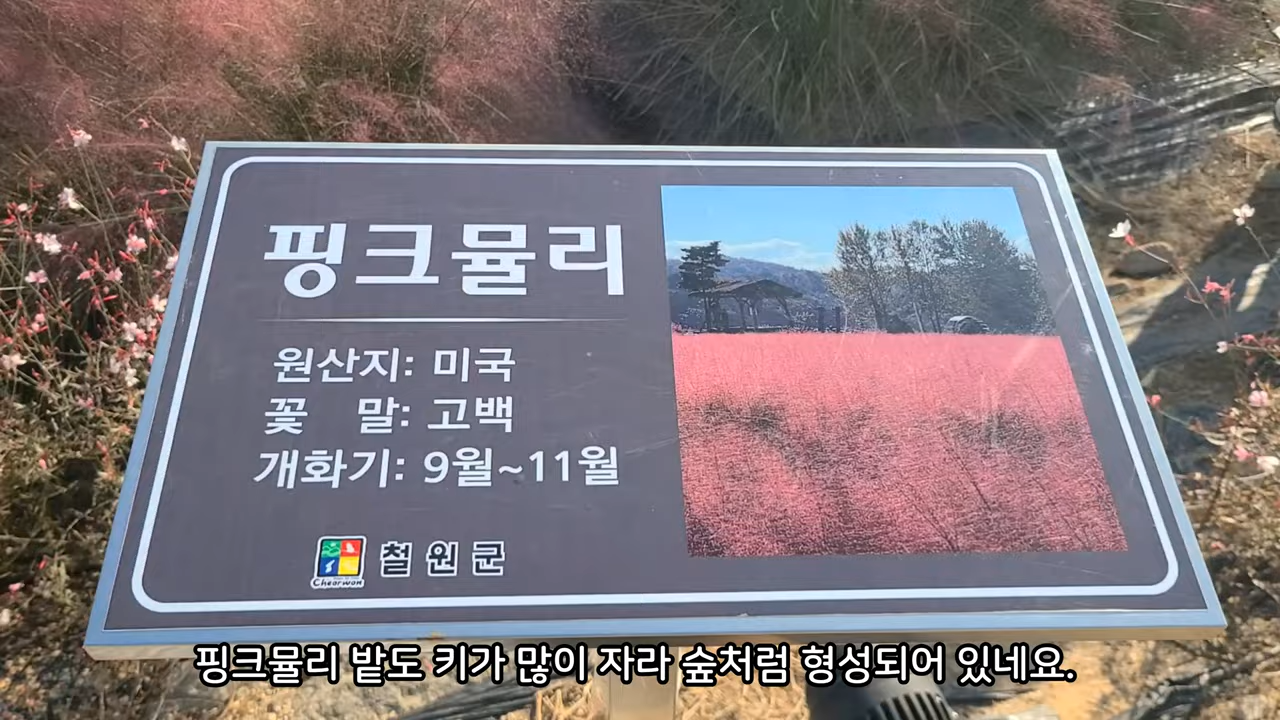 핑크뮬리
원산지: 미국
꽃 말: 고백
개화기: 9월~11월
Cheorwon
철원군
핑크뮬리 밭도 키가 많이 자라 숲처럼 형성되어 있네요.